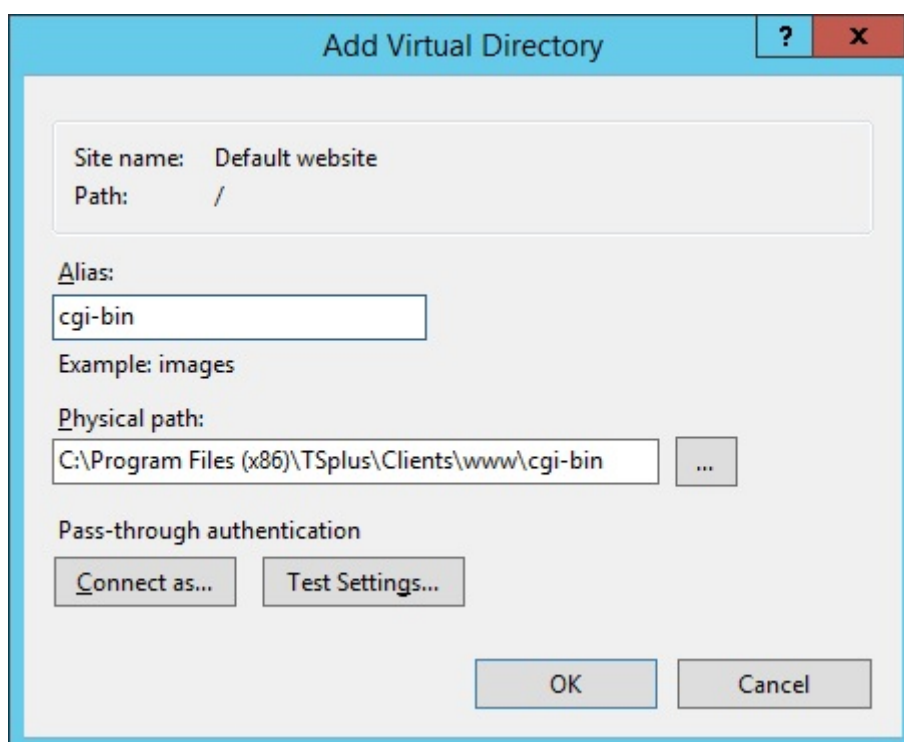 Add Virtual Directory
? x
Site name: Default website
Path: /
Alias:
cgi-bin
Example: images
Physical path:
C:\Program Files (x86)\TSplus\Clients\www\cgi-bin
...
Pass-through authentication
Connect as... Test Settings...
OK Cancel